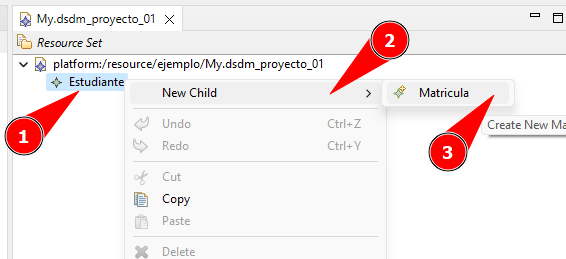 My.dsdm_proyecto_01
Resource Set
platform:/resource/ejemplo/My.dsdm_proyecto_01
Estudiante
New Child
Matricula
Create New Ma
Undo Ctrl+Z
Redo Ctrl+Y
Cut
Copy
Paste
Delete
1
2
3